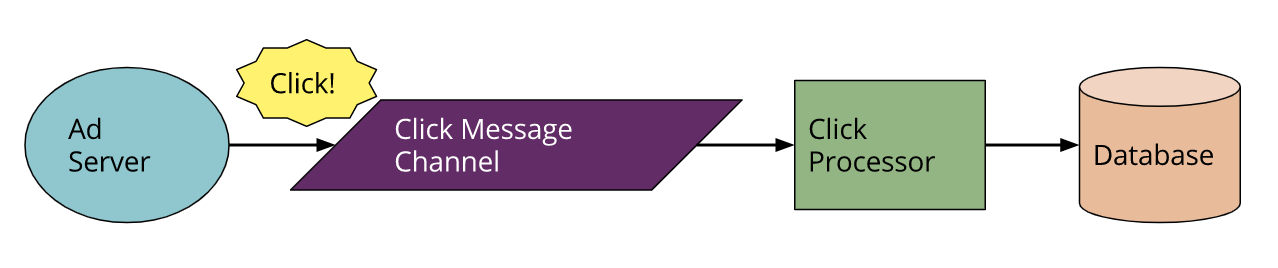 Ad
Server
Click!
Click Message
Channel
Click
Processor
Database